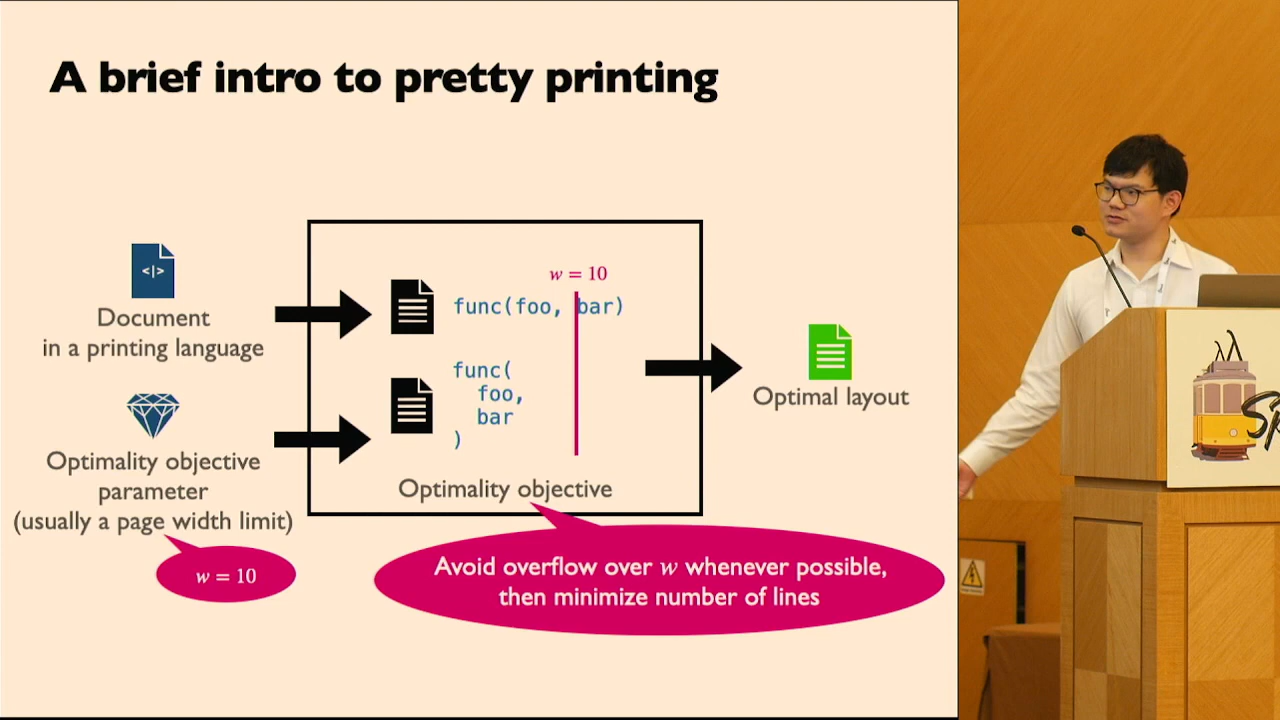 A brief intro to pretty printing
<|>
Document
in a printing language
Optimality objective
parameter
(usually a page width limit)
w = 10
w = 10
func(foo, bar)
func(
  foo,
  bar
)
Optimality objective
Avoid overflow over w whenever possible,
then minimize number of lines
Optimal layout